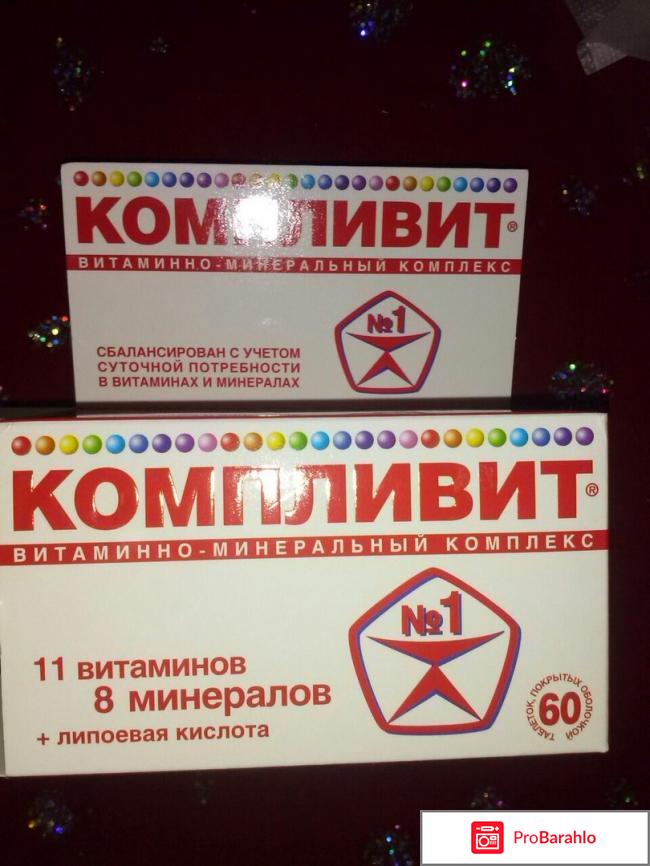 КОМПЛИВИТ®
ВИТАМИННО-МИНЕРАЛЬНЫЙ КОМПЛЕКС
№1
СБАЛАНСИРОВАН С УЧЕТОМ
СУТОЧНОЙ ПОТРЕБНОСТИ
В ВИТАМИНАХ И МИНЕРАЛАХ
КОМПЛИВИТ®
ВИТАМИННО-МИНЕРАЛЬНЫЙ КОМПЛЕКС
№1
11 витаминов
8 минералов
+ липоевая кислота
60
ТАБЛЕТОК, ПОКРЫТЫХ ОБОЛОЧКОЙ
ProBarahlo